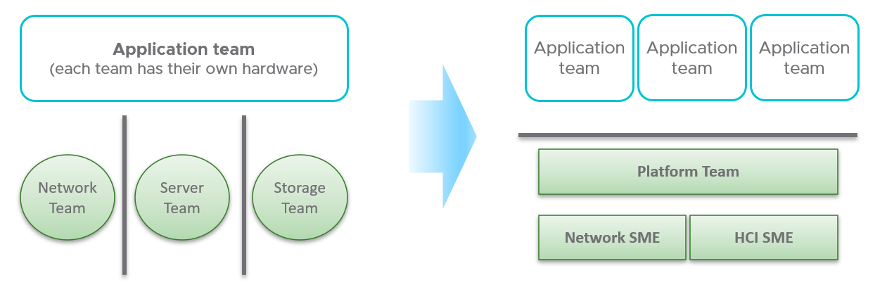 Application team
(each team has their own hardware)
Network
Team
Server
Team
Storage
Team
Application
team
Application
team
Application
team
Platform Team
Network SME
HCI SME